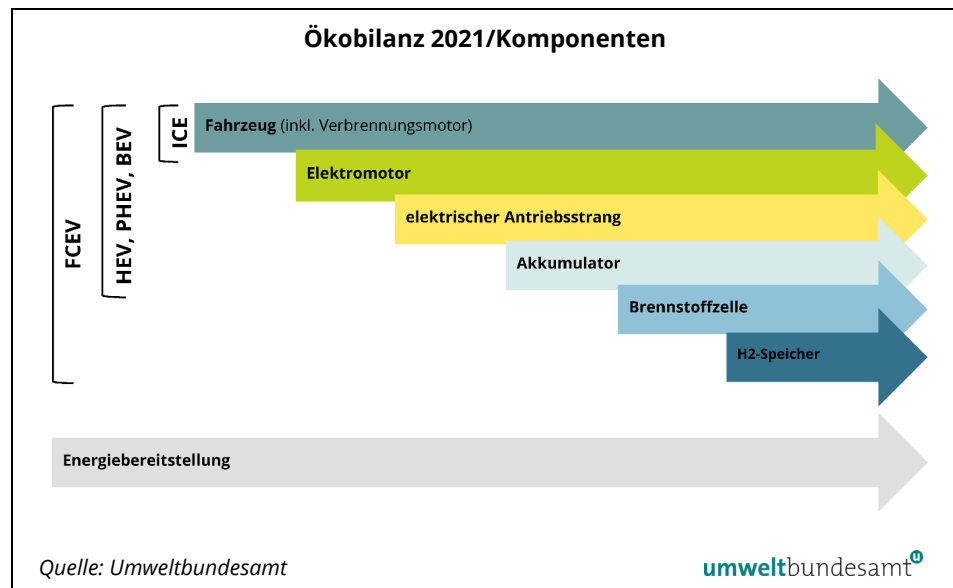 Ökobilanz 2021/Komponenten
FCEV
HEV, PHEV, BEV
ICE
Fahrzeug (inkl. Verbrennungsmotor)
Elektromotor
elektrischer Antriebsstrang
Akkumulator
Brennstoffzelle
H2-Speicher
Energiebereitstellung
Quelle: Umweltbundesamt
umweltbundesamt u